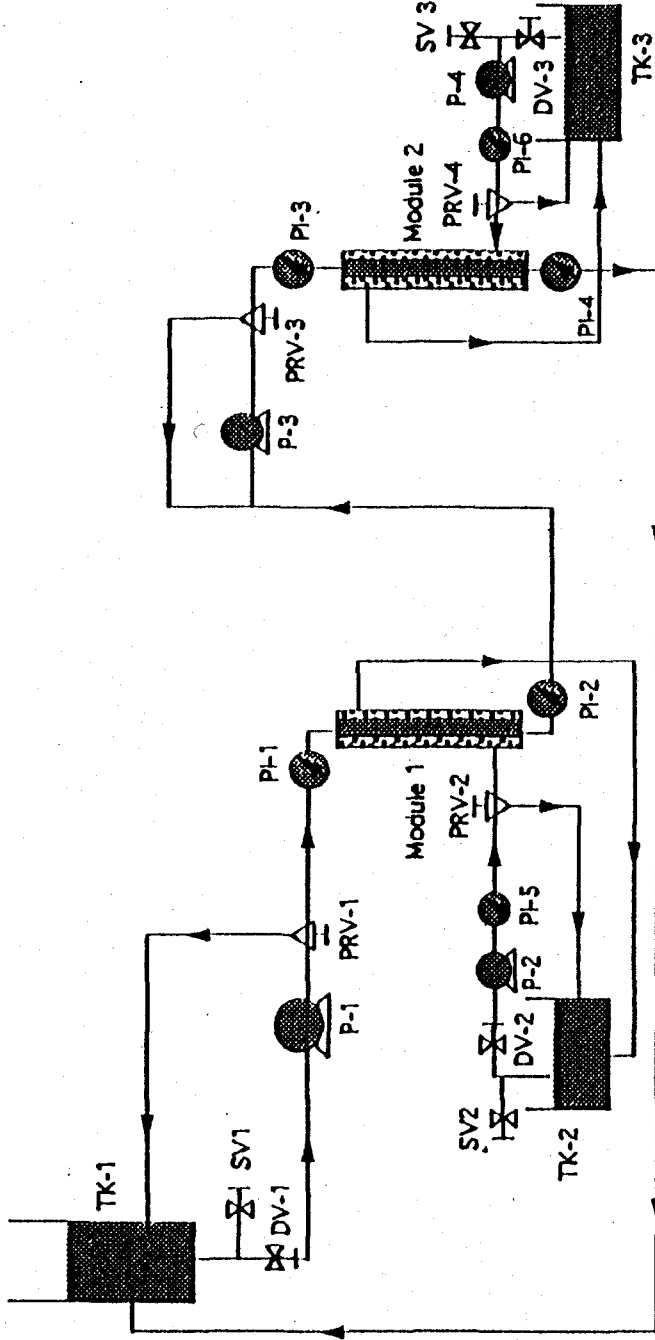 TK-1
SV1
DV-1
P-1
PRV-1
PI-1
Module 1
PRV-2
PI-5
P-2
DV-2
SV2
TK-2
PI-2
P-3
PRV-3
PI-3
Module 2
PRV-4
PI-6
P-4
SV 3
DV-3
TK-3
PI-4